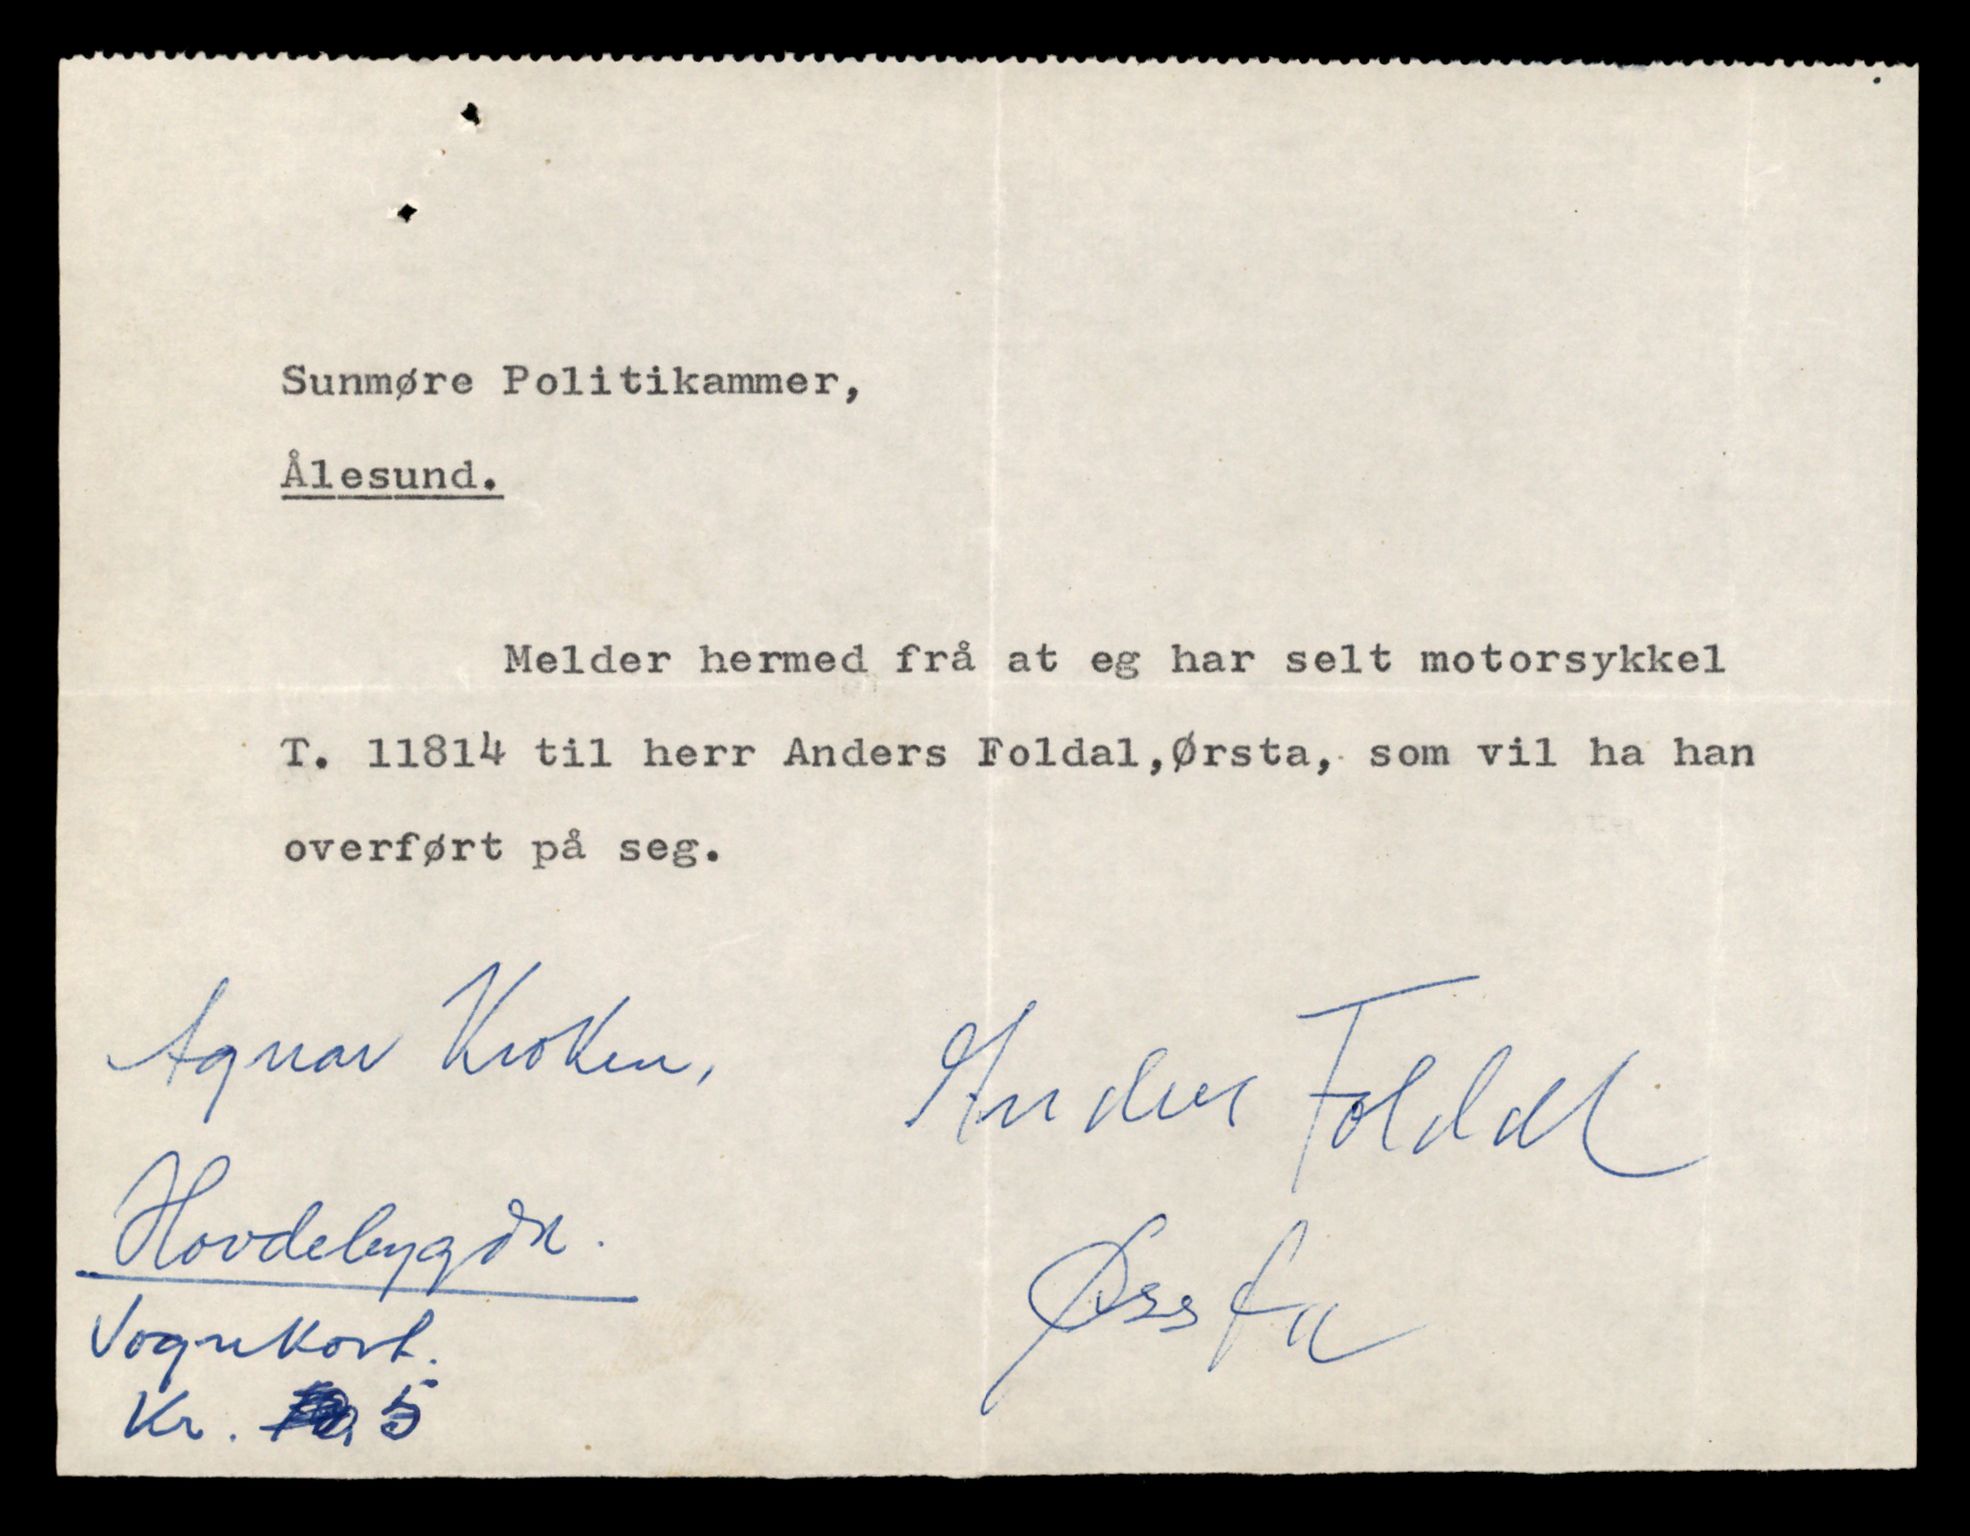 Sunmøre Politikammer,
Ålesund.
Melder hermed frå at eg har selt motorsykkel
T. 11814 til herr Anders Foldal,Ørsta, som vil ha han
overført på seg.
Agnar Kroken,
Hovdebygda.
Vognkort.
Kr. 5
Anders Foldal
Ørsta